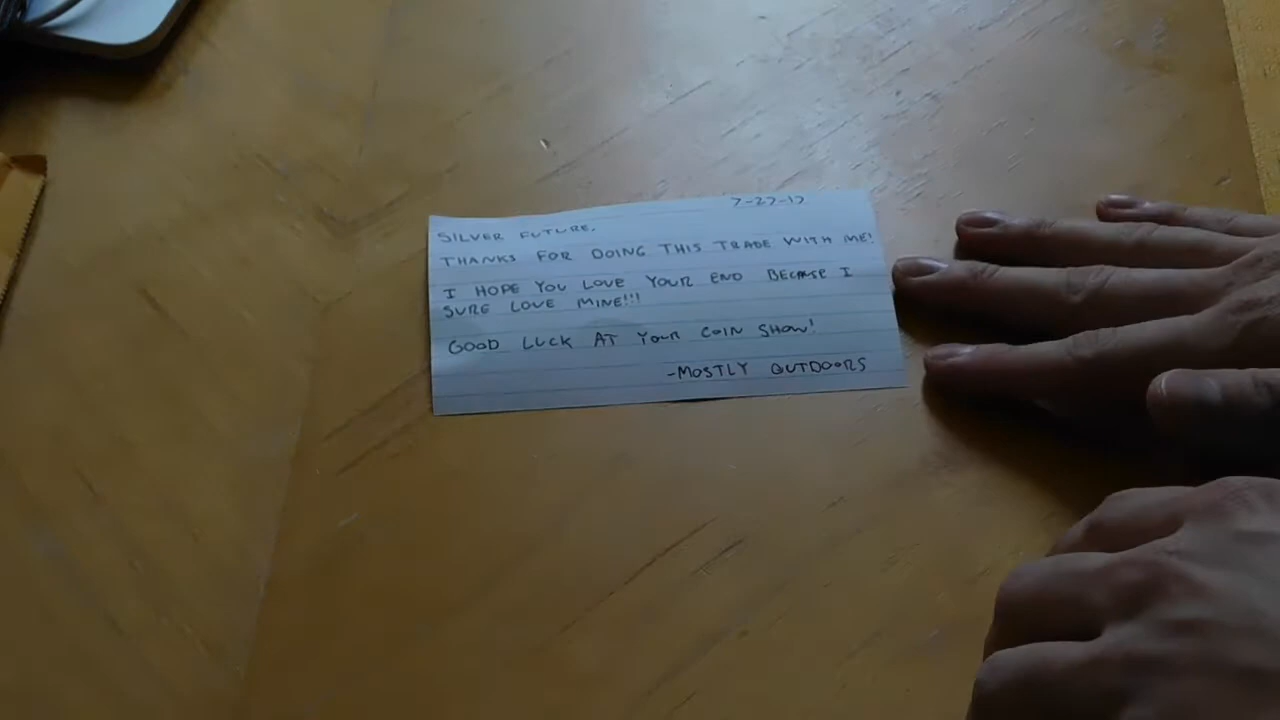 7-27-17
SILVER FUTURE,
THANKS FOR DOING THIS TRADE WITH ME!
I HOPE YOU LOVE YOUR END BECAUSE I
SURE LOVE MINE!!!
GOOD LUCK AT YOUR COIN SHOW!
-MOSTLY OUTDOORS